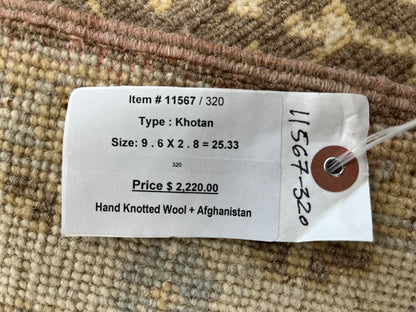 Item # 11567 / 320
Type : Khotan
Size: 9 . 6 X 2 . 8 = 25.33
320
Price $ 2,220.00
Hand Knotted Wool + Afghanistan
11567-320